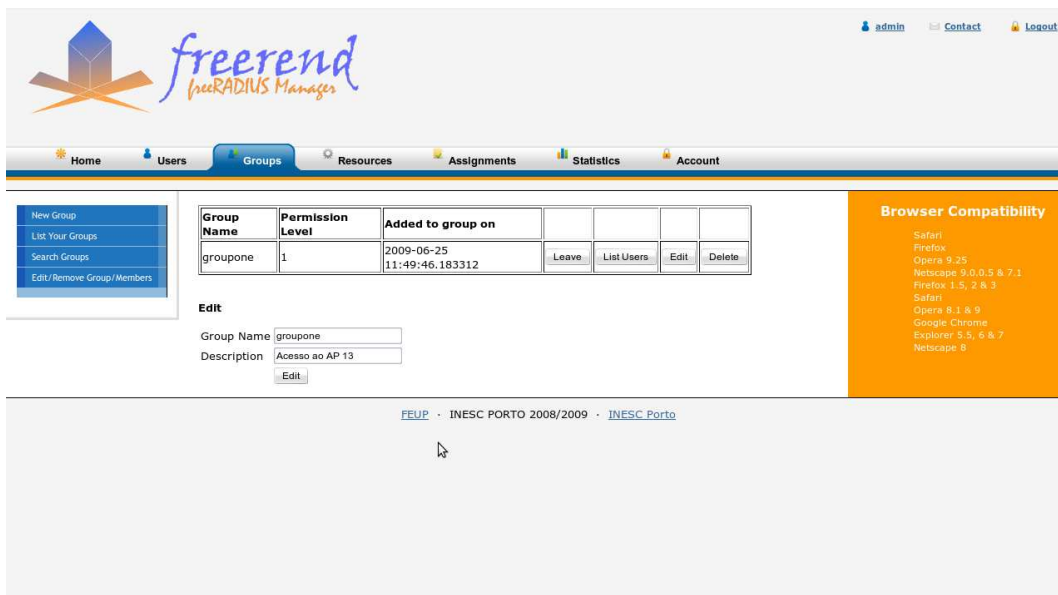 admin Contact Logout
freerend
freeRADIUS Manager
Home Users Groups Resources Assignments Statistics Account
New Group
List Your Groups
Search Groups
Edit/Remove Group/Members
Group Name Permission Level Added to group on
groupone 1 2009-06-25 11:49:46.183312 Leave List Users Edit Delete
Edit
Group Name groupone
Description Acesso ao AP 13
Edit
Browser Compatibility
Safari
Firefox
Opera 9.25
Netscape 9.0.0.5 & 7.1
Firefox 1.5, 2 & 3
Safari
Opera 8.1 & 9
Google Chrome
Explorer 5.5, 6 & 7
Netscape 8
FEUP · INESC PORTO 2008/2009 · INESC Porto